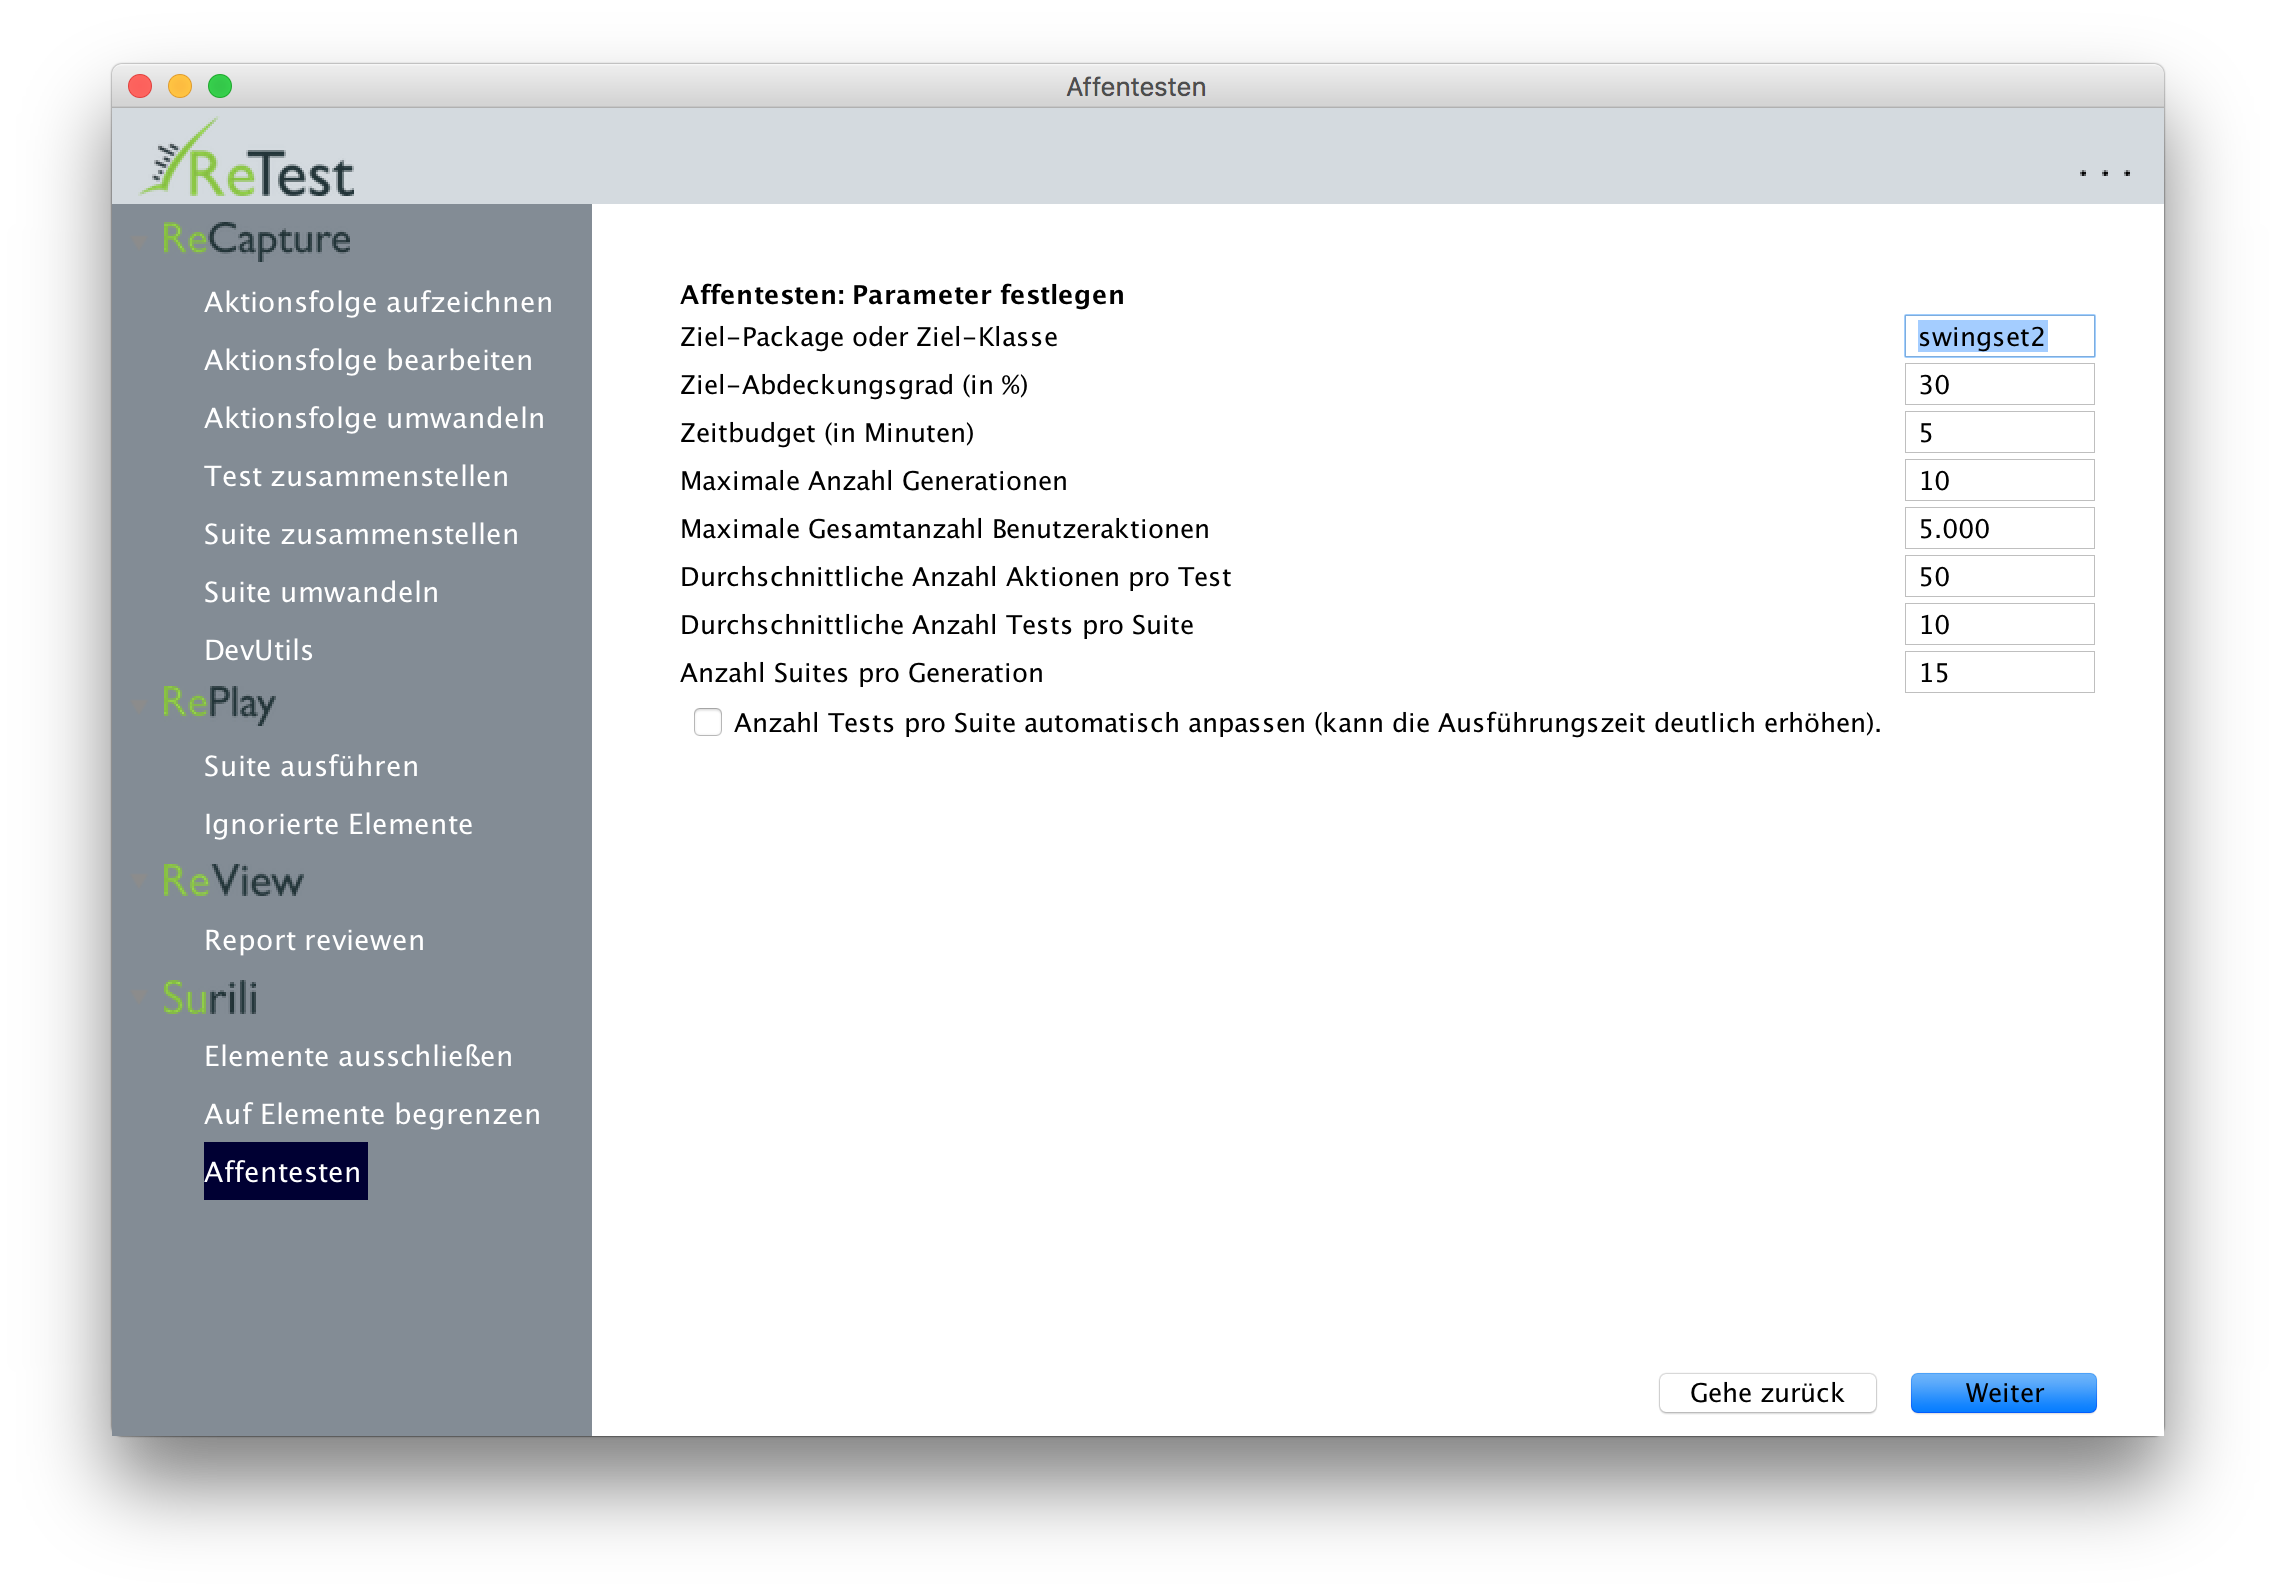 Affentesten
ReTest
...
ReCapture
Aktionsfolge aufzeichnen
Aktionsfolge bearbeiten
Aktionsfolge umwandeln
Test zusammenstellen
Suite zusammenstellen
Suite umwandeln
DevUtils
RePlay
Suite ausführen
Ignorierte Elemente
ReView
Report reviewen
Surili
Elemente ausschließen
Auf Elemente begrenzen
Affentesten
Affentesten: Parameter festlegen
Ziel-Package oder Ziel-Klasse swingset2
Ziel-Abdeckungsgrad (in %) 30
Zeitbudget (in Minuten) 5
Maximale Anzahl Generationen 10
Maximale Gesamtanzahl Benutzeraktionen 5.000
Durchschnittliche Anzahl Aktionen pro Test 50
Durchschnittliche Anzahl Tests pro Suite 10
Anzahl Suites pro Generation 15
Anzahl Tests pro Suite automatisch anpassen (kann die Ausführungszeit deutlich erhöhen).
Gehe zurück Weiter